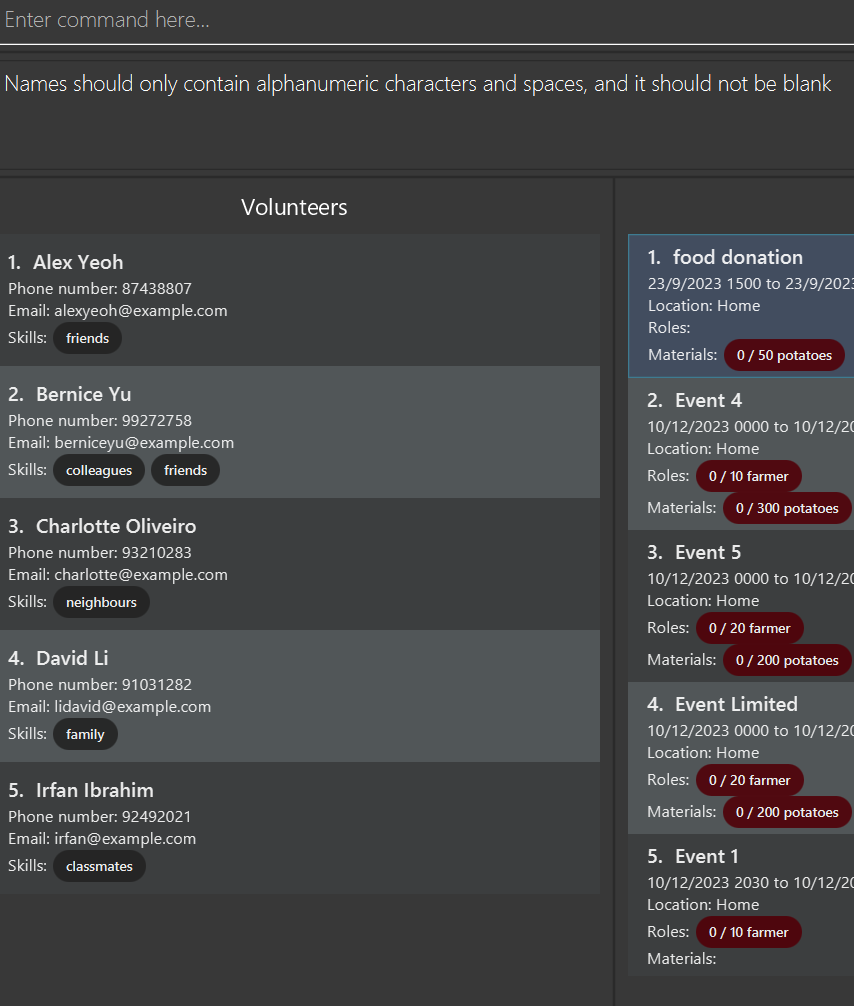 Enter command here...
Names should only contain alphanumeric characters and spaces, and it should not be blank
Volunteers
1. Alex Yeoh
Phone number: 87438807
Email: alexyeoh@example.com
Skills: friends
2. Bernice Yu
Phone number: 99272758
Email: berniceyu@example.com
Skills: colleagues friends
3. Charlotte Oliveiro
Phone number: 93210283
Email: charlotte@example.com
Skills: neighbours
4. David Li
Phone number: 91031282
Email: lidavid@example.com
Skills: family
5. Irfan Ibrahim
Phone number: 92492021
Email: irfan@example.com
Skills: classmates
1. food donation
23/9/2023 1500 to 23/9/2023
Location: Home
Roles:
Materials: 0 / 50 potatoes
2. Event 4
10/12/2023 0000 to 10/12/20
Location: Home
Roles: 0 / 10 farmer
Materials: 0 / 300 potatoes
3. Event 5
10/12/2023 0000 to 10/12/20
Location: Home
Roles: 0 / 20 farmer
Materials: 0 / 200 potatoes
4. Event Limited
10/12/2023 0000 to 10/12/20
Location: Home
Roles: 0 / 20 farmer
Materials: 0 / 200 potatoes
5. Event 1
10/12/2023 2030 to 10/12/20
Location: Home
Roles: 0 / 10 farmer
Materials: